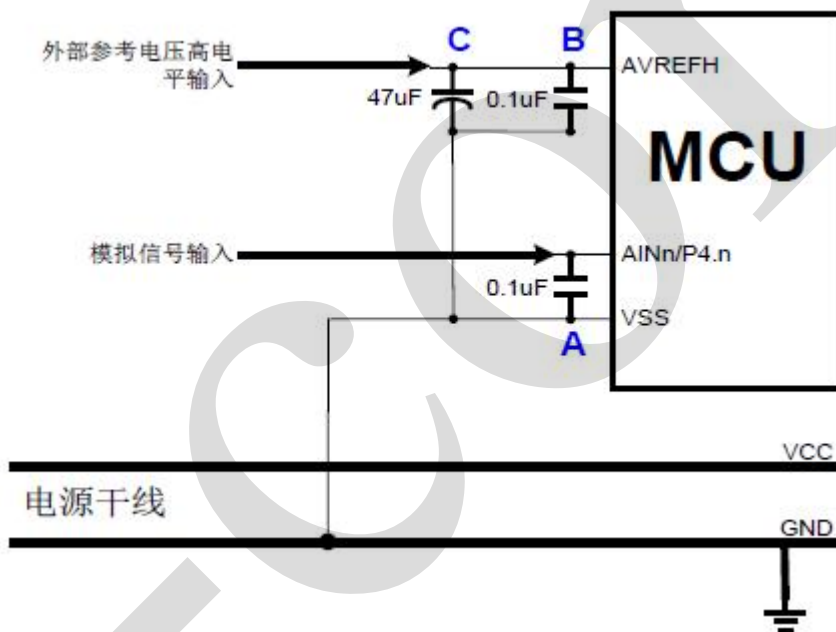 外部参考电压高电
平输入
C
B
AVREFH
47uF
0.1uF
MCU
模拟信号输入
AINn/P4.n
0.1uF
VSS
A
VCC
电源干线
GND